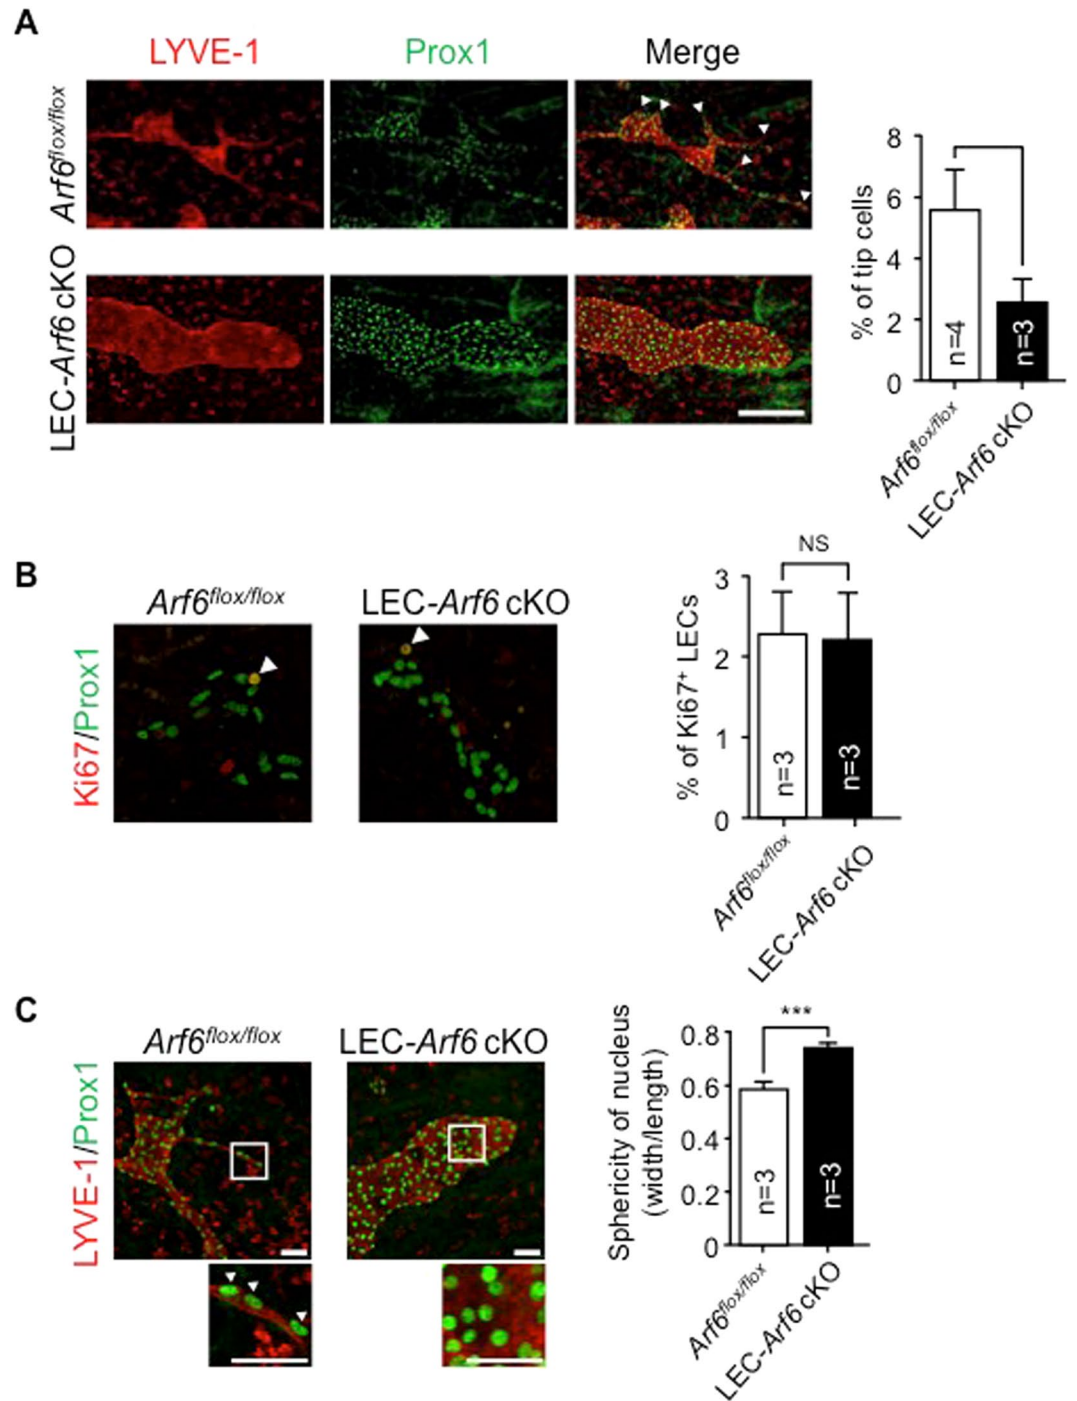 A
LYVE-1 Prox1 Merge
Arf6flox/flox
LEC-Arf6 cKO
% of tip cells
8
6
4
2
0
n=4
n=3
Arf6flox/flox
LEC-Arf6 cKO
B
Arf6flox/flox LEC-Arf6 cKO
Ki67/Prox1
NS
% of Ki67+ LECs
3
2
1
0
n=3
n=3
Arf6flox/flox
LEC-Arf6 cKO
C
Arf6flox/flox LEC-Arf6 cKO
LYVE-1/Prox1
***
Sphericity of nucleus
(width/length)
0.8
0.6
0.4
0.2
0
n=3
n=3
Arf6flox/flox
LEC-Arf6 cKO